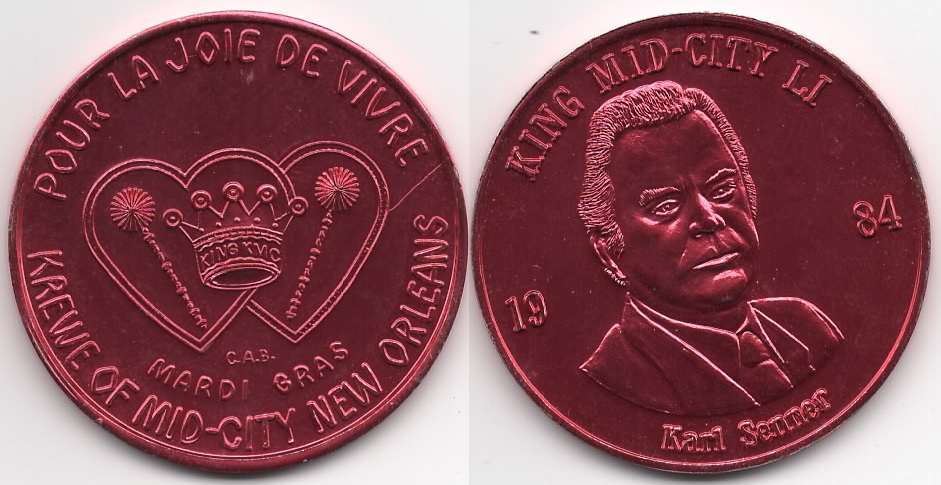 POUR LA JOIE DE VIVRE
KING KMC
C.A.B.
MARDI GRAS
KREWE OF MID-CITY NEW ORLEANS
KING MID-CITY LI
19 84
Karl Senner